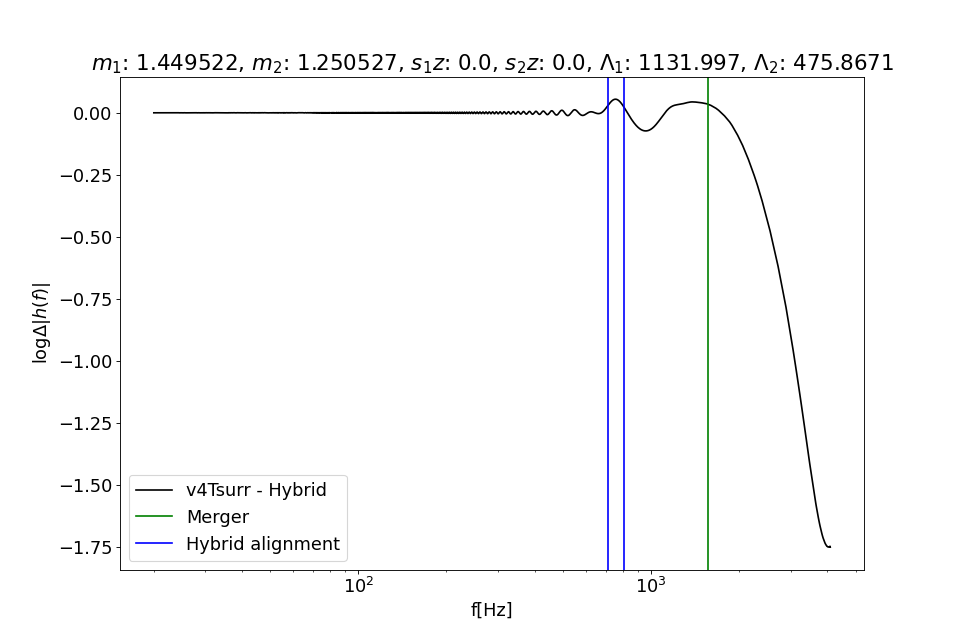 m₁: 1.449522, m₂: 1.250527, s₁z: 0.0, s₂z: 0.0, Λ₁: 1131.997, Λ₂: 475.8671
0.00
−0.25
−0.50
−0.75
−1.00
−1.25
−1.50
−1.75
logΔ|h(f)|
v4Tsurr - Hybrid
Merger
Hybrid alignment
10²
10³
f[Hz]